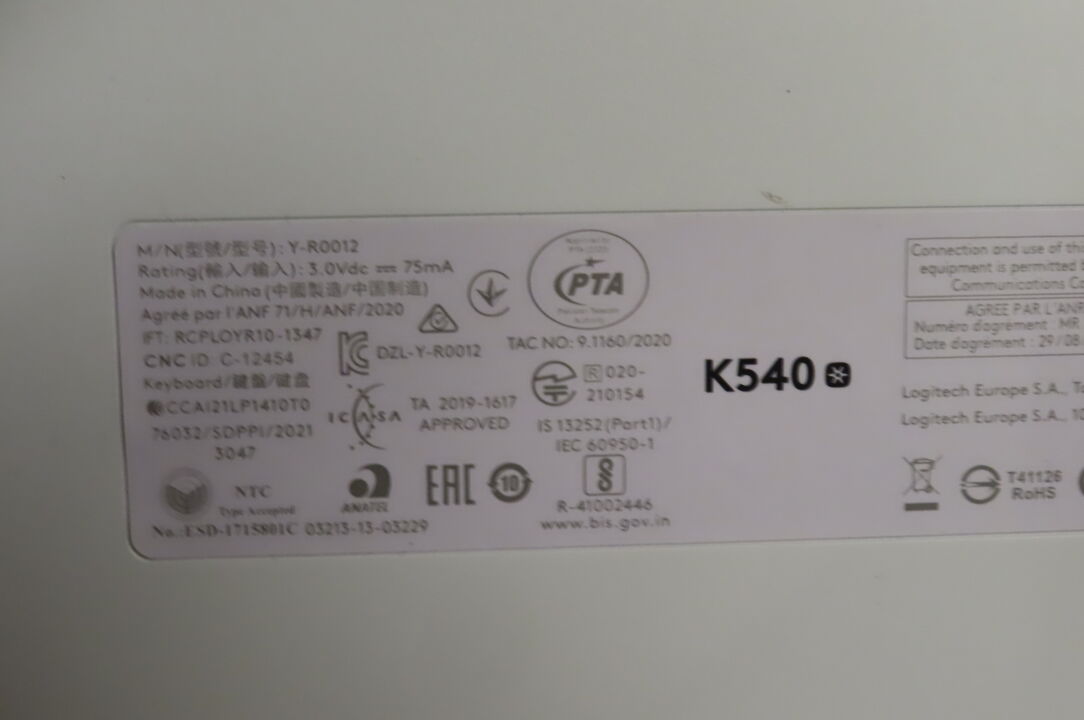 M/N(型號/型号): Y-R0012
Rating(輸入/输入): 3.0Vdc ⎓ 75mA
Made in China (中國製造/中国制造)
Agréé par l'ANF 71/H/ANF/2020
IFT: RCPLOYR10-1347
CNC ID: C-12454
Keyboard/鍵盤/键盘
CCAI21LP1410T0
76032/SDPPI/2021
3047
NTC
Type Accepted
No.:ESD-1715801C
DZL-Y-R0012
ICASA
TA 2019-1617
APPROVED
ANATEL
03213-13-03229
EAC
10
PTA
TAC NO: 9.1160/2020
R 020-
210154
IS 13252(Part1)/
IEC 60950-1
R-41002446
www.bis.gov.in
K540
Connection and use of
equipment is permitted
Communications
AGREE PAR L'ANR
Numéro d'agrément : MR
Date d'agrément : 29/08
Logitech Europe S.A.,
Logitech Europe S.A.,
T41126
RoHS